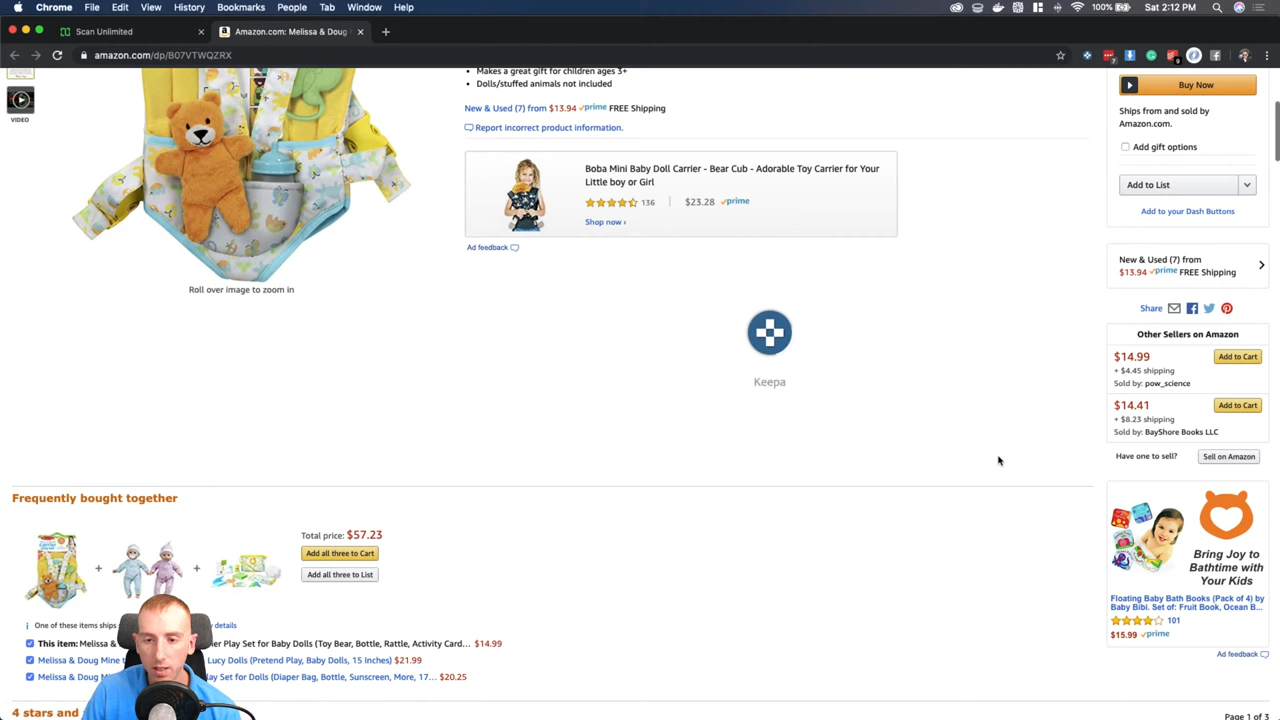 Chrome File Edit View History Bookmarks People Tab Window Help 100% Sat 2:12 PM
Scan Unlimited
Amazon.com: Melissa & Doug
amazon.com/dp/B07VTWQZRX
VIDEO
Roll over image to zoom in
• Makes a great gift for children ages 3+
• Dolls/stuffed animals not included
New & Used (7) from $13.94 prime FREE Shipping
Report incorrect product information.
Boba Mini Baby Doll Carrier - Bear Cub - Adorable Toy Carrier for Your
Little boy or Girl
136 $23.28 prime
Shop now ›
Ad feedback
Keepa
Buy Now
Ships from and sold by
Amazon.com.
Add gift options
Add to List
Add to your Dash Buttons
New & Used (7) from
$13.94 prime FREE Shipping
Share
Other Sellers on Amazon
$14.99 Add to Cart
+ $4.45 shipping
Sold by: pow_science
$14.41 Add to Cart
+ $8.23 shipping
Sold by: BayShore Books LLC
Have one to sell? Sell on Amazon
Bring Joy to
Bathtime with
Your Kids
Floating Baby Bath Books (Pack of 4) by
Baby Bibi. Set of: Fruit Book, Ocean B...
101
$15.99 prime
Ad feedback
Frequently bought together
Total price: $57.23
Add all three to Cart
Add all three to List
One of these items ships details
This item: Melissa & er Play Set for Baby Dolls (Toy Bear, Bottle, Rattle, Activity Card... $14.99
Melissa & Doug Mine Lucy Dolls (Pretend Play, Baby Dolls, 15 Inches) $21.99
Melissa & Doug lay Set for Dolls (Diaper Bag, Bottle, Sunscreen, More, 17... $20.25
4 stars and
Page 1 of 3